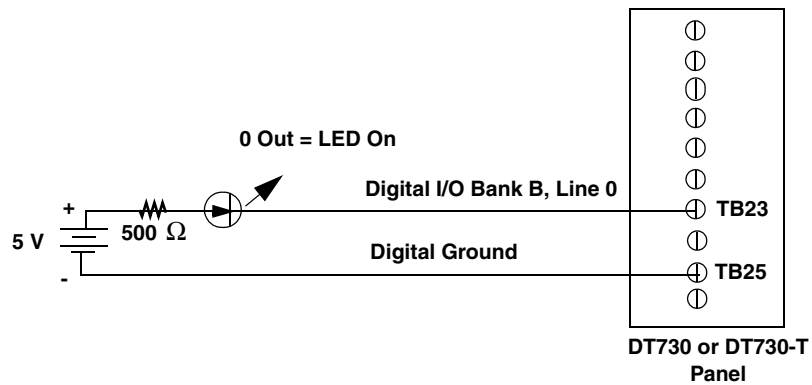 0 Out = LED On
Digital I/O Bank B, Line 0
+
TB23
500 Ω
5 V
Digital Ground
-
TB25
DT730 or DT730-T
Panel